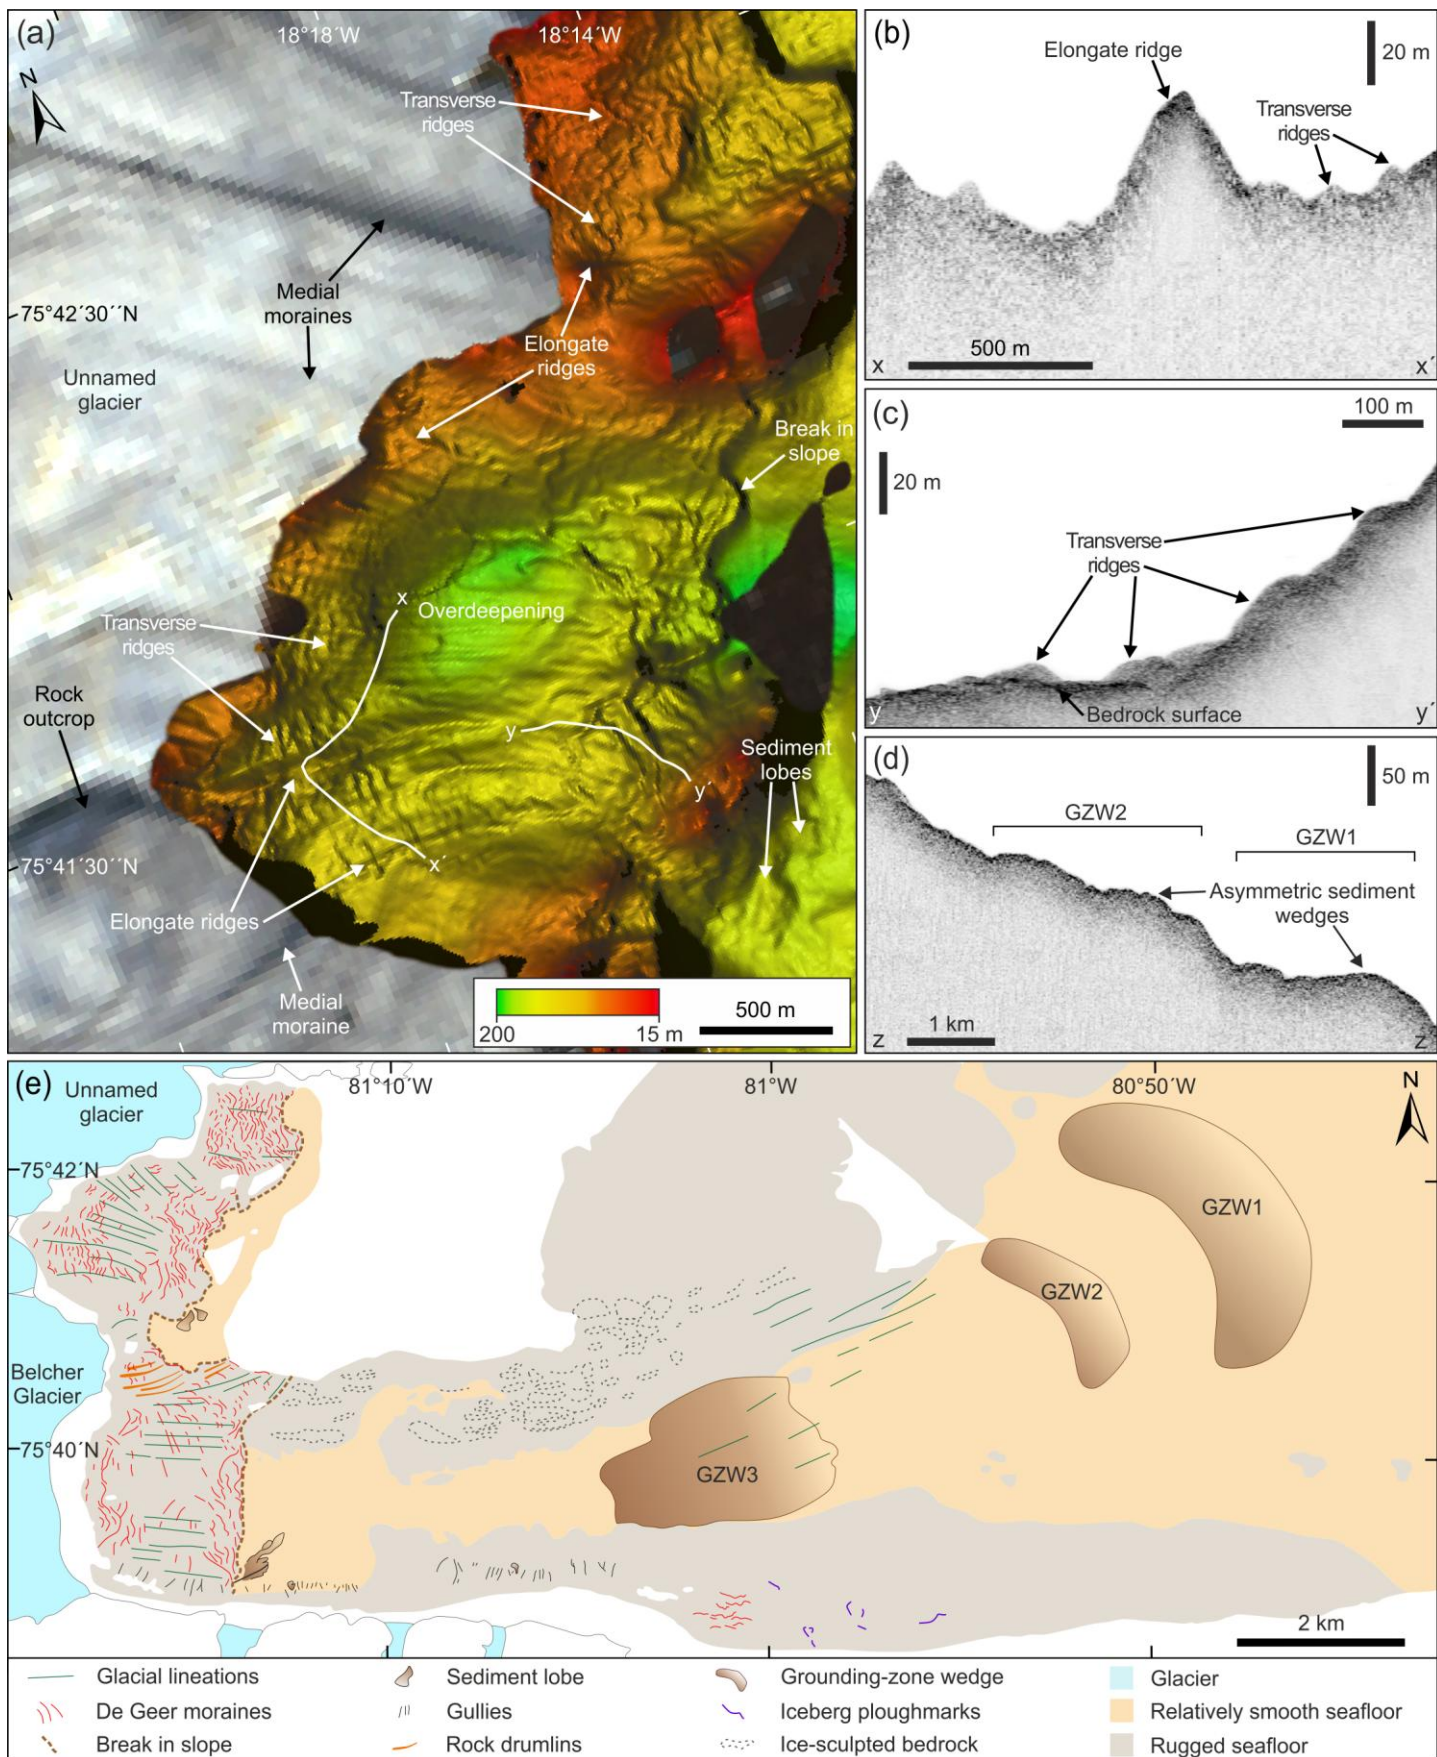 (a)
18°18´W
18°14´W
N
Transverse
ridges
Medial
moraines
75°42´30´´N
Unnamed
glacier
Elongate
ridges
Break in
slope
x
Overdeepening
Transverse
ridges
Rock
outcrop
y
y´
Sediment
lobes
x´
75°41´30´´N
Elongate ridges
Medial
moraine
200
15 m
500 m
(b)
Elongate ridge
20 m
Transverse
ridges
500 m
x
x´
(c)
100 m
20 m
Transverse
ridges
Bedrock surface
y
y´
(d)
50 m
GZW2
GZW1
Asymmetric sediment
wedges
1 km
z
z´
(e)
Unnamed
glacier
81°10´W
81°W
80°50´W
N
75°42´N
GZW1
GZW2
Belcher
Glacier
75°40´N
GZW3
2 km
Glacial lineations
Sediment lobe
Grounding-zone wedge
Glacier
De Geer moraines
Gullies
Iceberg ploughmarks
Relatively smooth seafloor
Break in slope
Rock drumlins
Ice-sculpted bedrock
Rugged seafloor